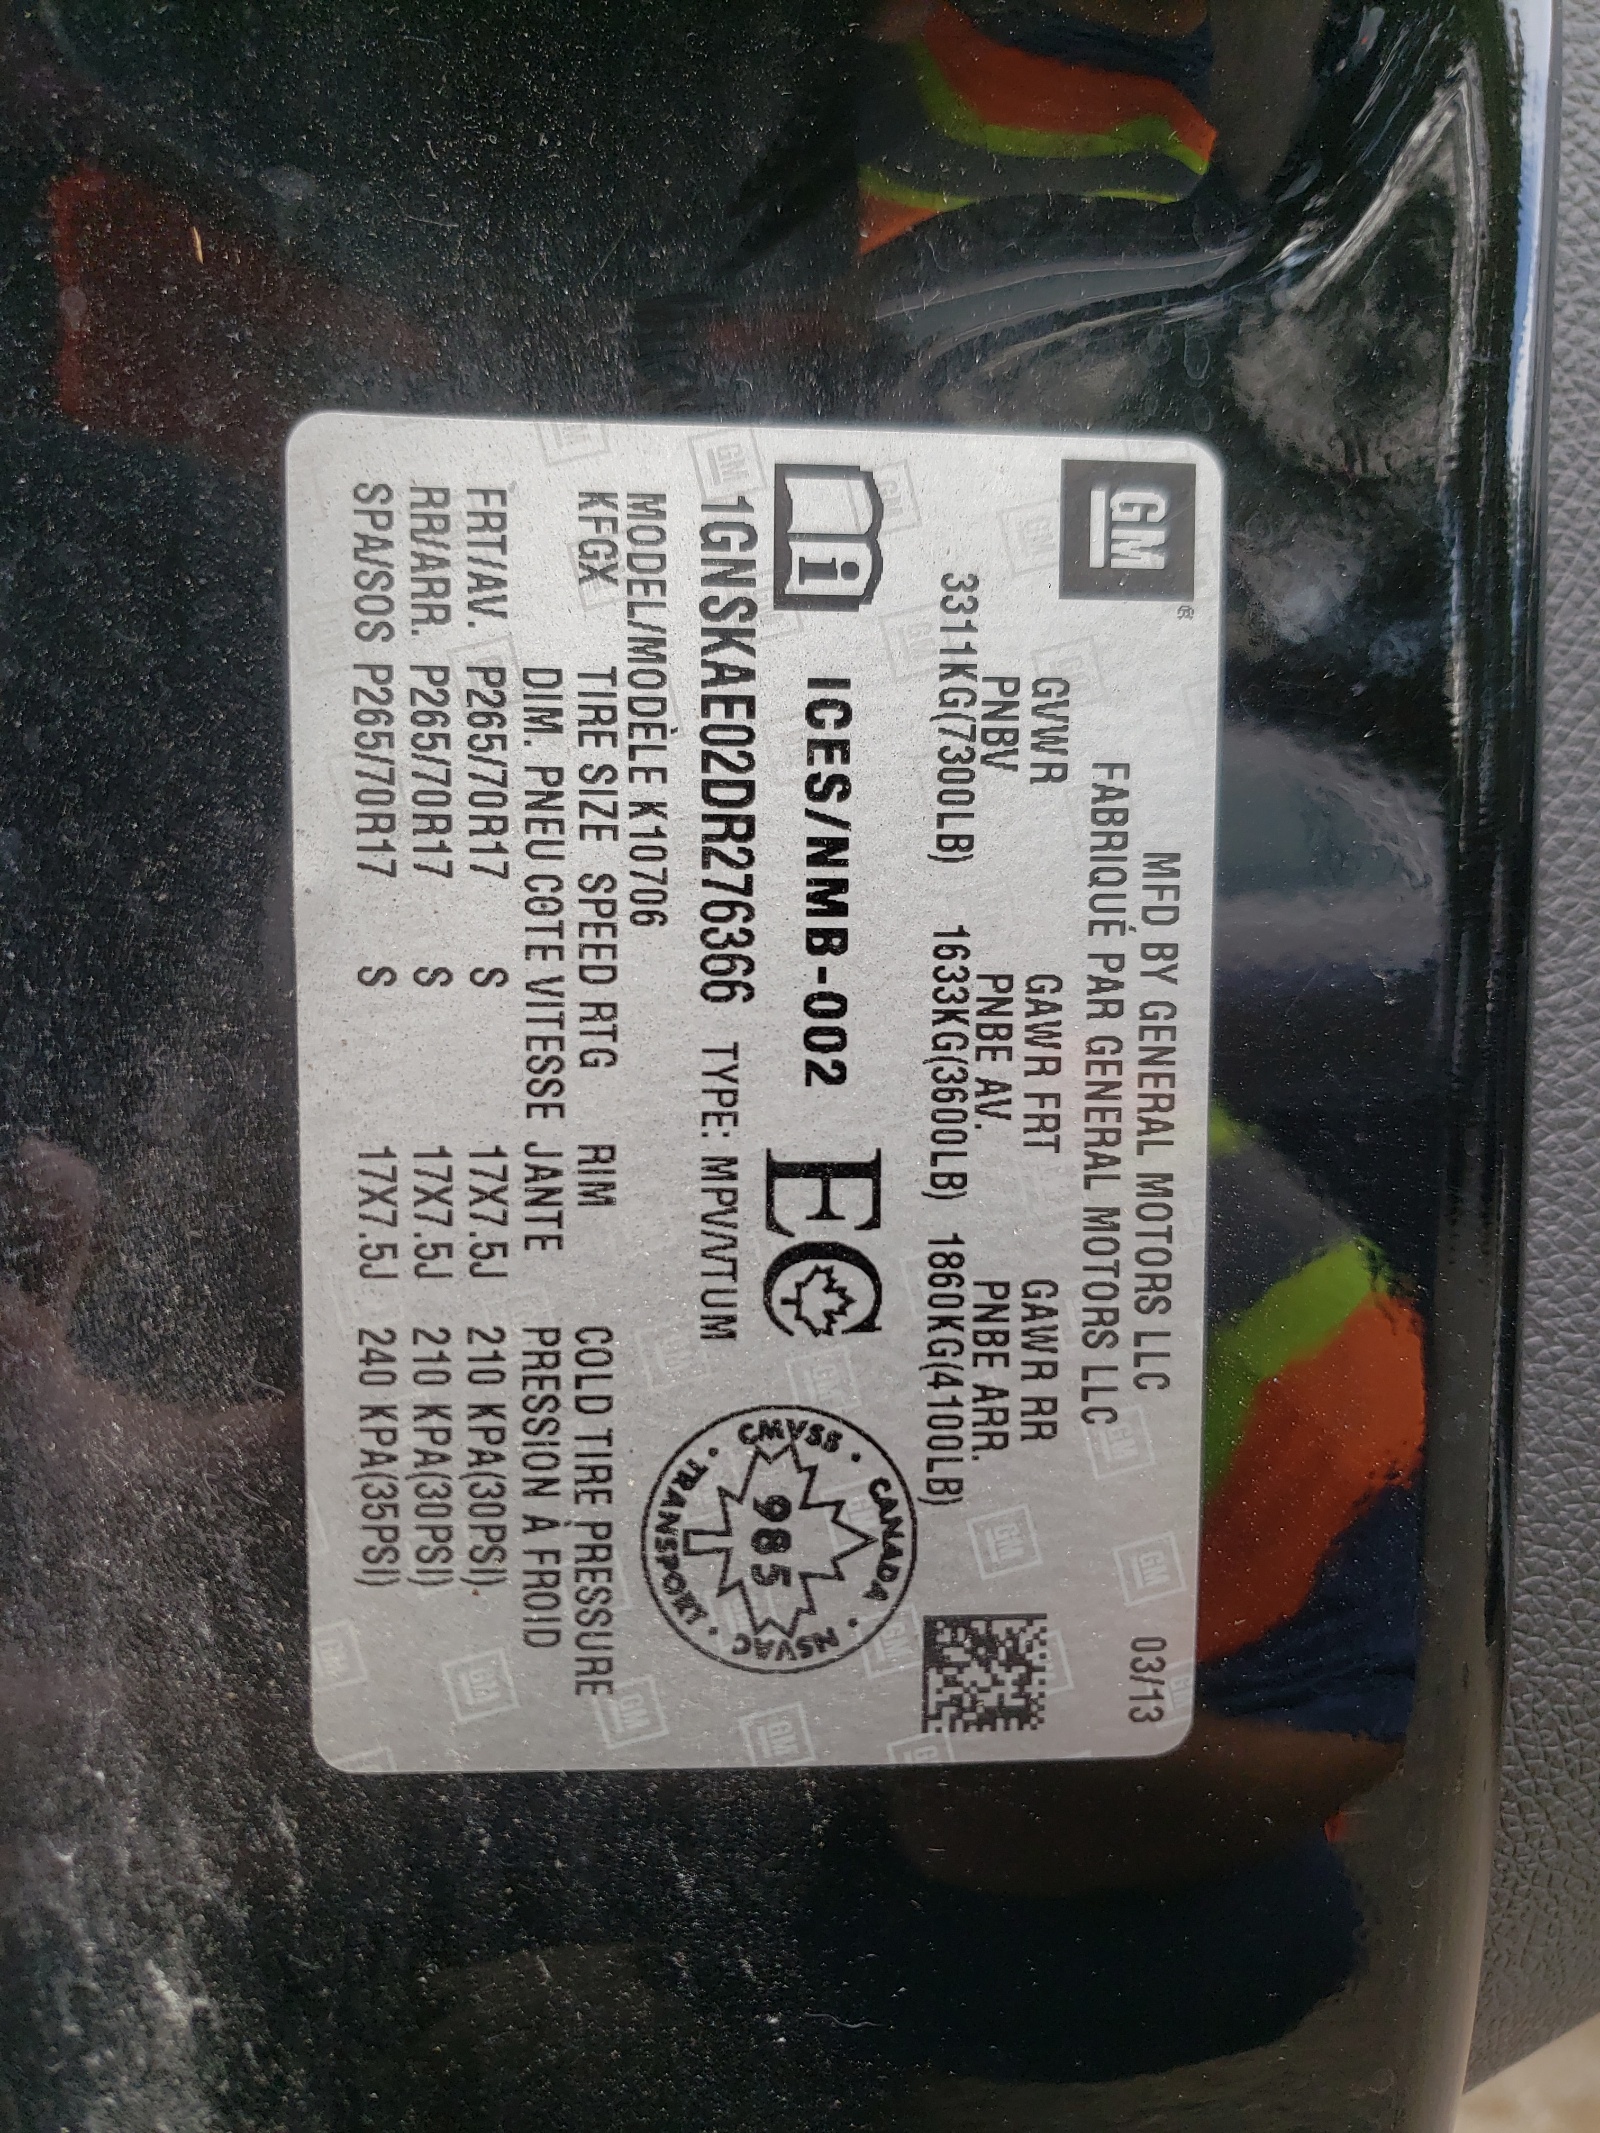 GM®
MFD BY GENERAL MOTORS LLC 03/13
FABRIQUÉ PAR GENERAL MOTORS LLC
GVWR GAWR FRT GAWR RR
PNBV PNBE AV. PNBE ARR.
3311KG(7300LB) 1633KG(3600LB) 1860KG(4100LB)
i ICES/NMB-002 EC
CANADA · NSVAC · TRANSPORT · CMVSS ·
985
1GNSKAE02DR276366 TYPE: MPV/VTUM
MODEL/MODÈLE K10706
KFGX TIRE SIZE SPEED RTG RIM COLD TIRE PRESSURE
DIM. PNEU COTE VITESSE JANTE PRESSION À FROID
FRT/AV. P265/70R17 S 17X7.5J 210 KPA(30PSI)
RR/ARR. P265/70R17 S 17X7.5J 210 KPA(30PSI)
SPA/SOS P265/70R17 S 17X7.5J 240 KPA(35PSI)